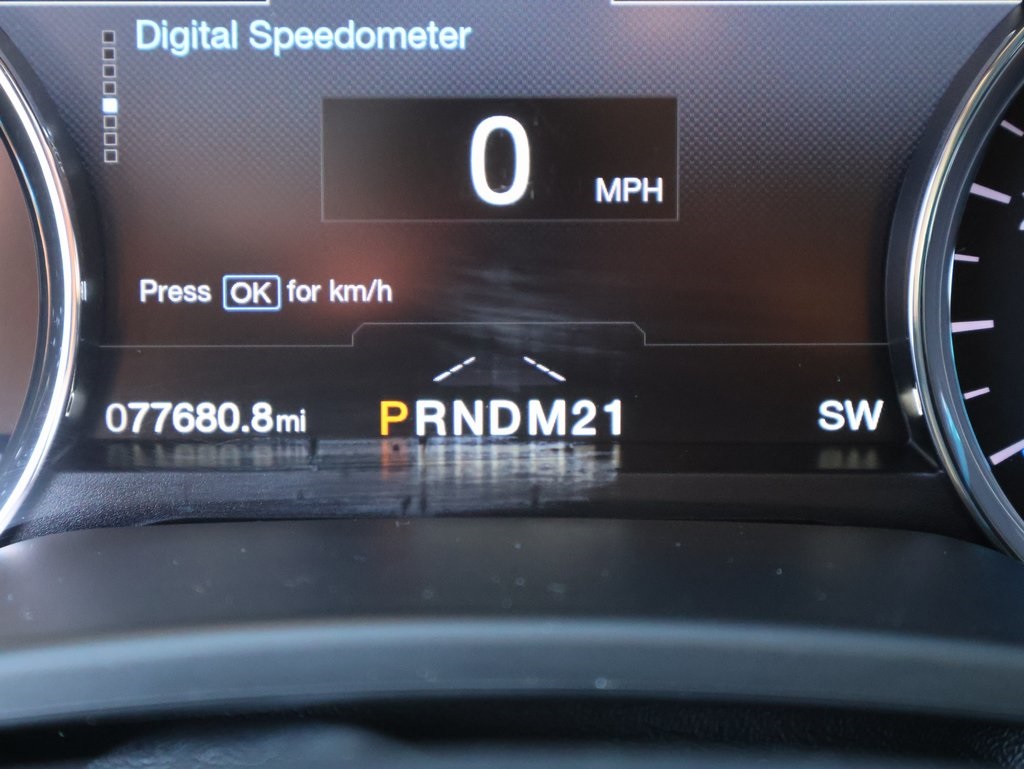 Digital Speedometer
0 MPH
Press OK for km/h
077680.8mi PRNDM21 SW